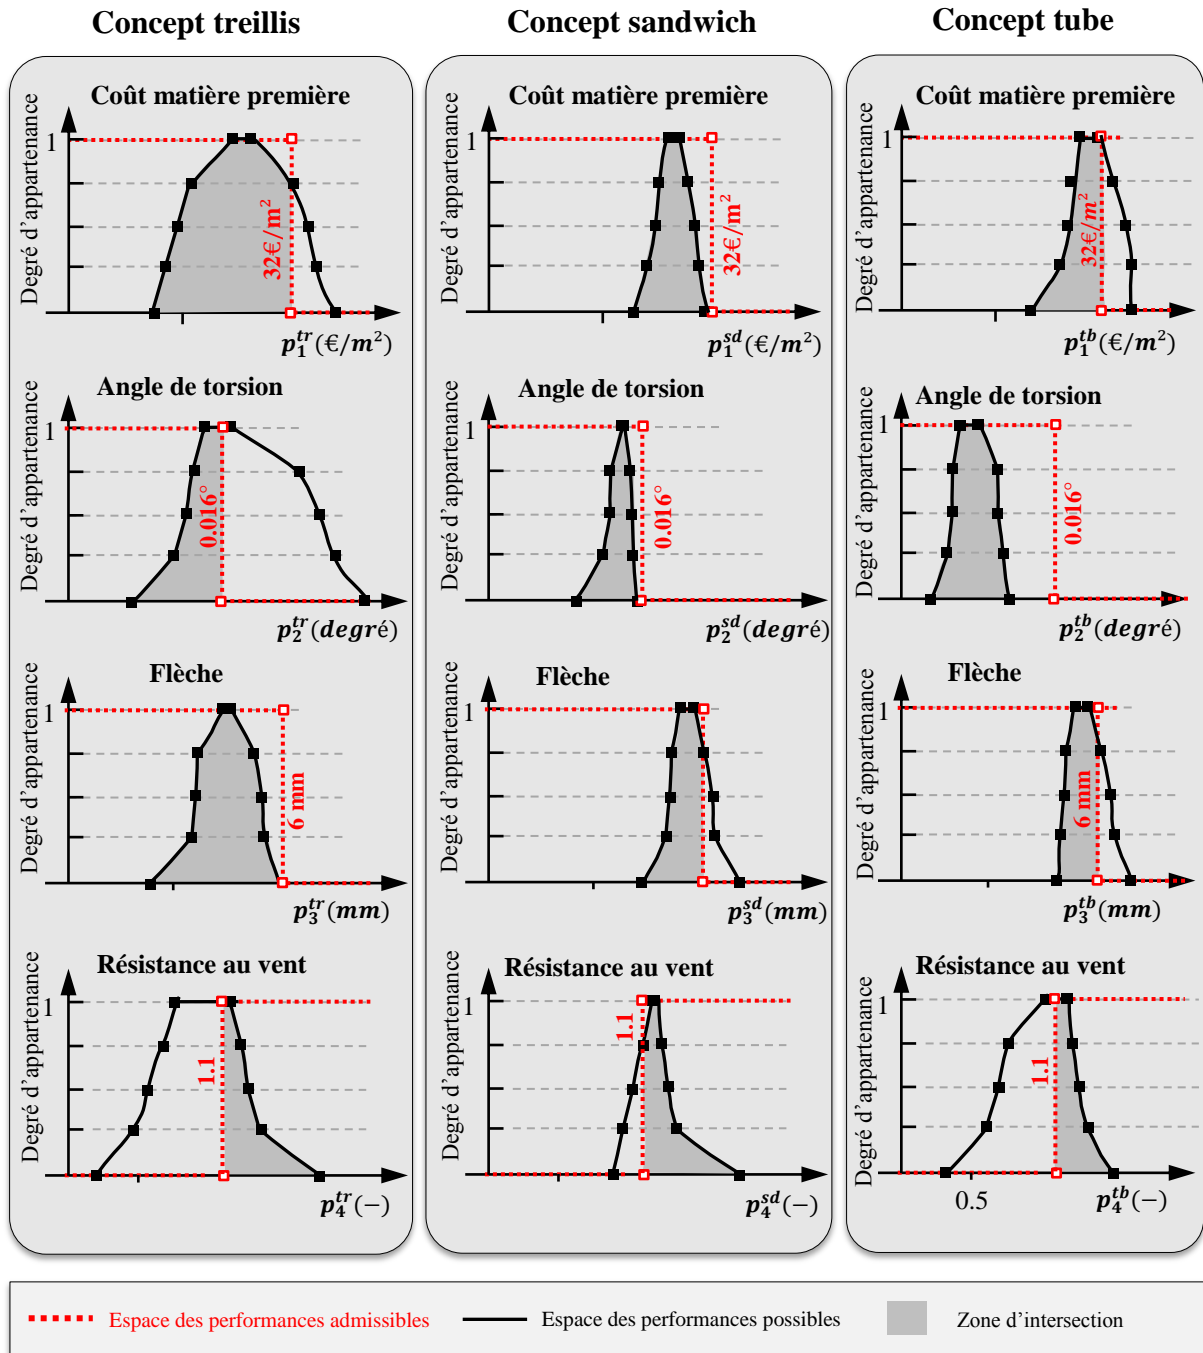 Concept treillis
Coût matière première
Degré d'appartenance
1
32€/m²
p₁ᵗʳ(€/m²)
Angle de torsion
Degré d'appartenance
1
0.016°
p₂ᵗʳ(degré)
Flèche
Degré d'appartenance
1
6 mm
p₃ᵗʳ(mm)
Résistance au vent
Degré d'appartenance
1
1.1
p₄ᵗʳ(−)
Concept sandwich
Coût matière première
Degré d'appartenance
1
32€/m²
p₁ˢᵈ(€/m²)
Angle de torsion
Degré d'appartenance
1
0.016°
p₂ˢᵈ(degré)
Flèche
Degré d'appartenance
1
6 mm
p₃ˢᵈ(mm)
Résistance au vent
Degré d'appartenance
1
1.1
p₄ˢᵈ(−)
Concept tube
Coût matière première
Degré d'appartenance
1
32€/m²
p₁ᵗᵇ(€/m²)
Angle de torsion
Degré d'appartenance
1
0.016°
p₂ᵗᵇ(degré)
Flèche
Degré d'appartenance
1
6 mm
p₃ᵗᵇ(mm)
Résistance au vent
Degré d'appartenance
1
1.1
0.5
p₄ᵗᵇ(−)
Espace des performances admissibles
Espace des performances possibles
Zone d'intersection